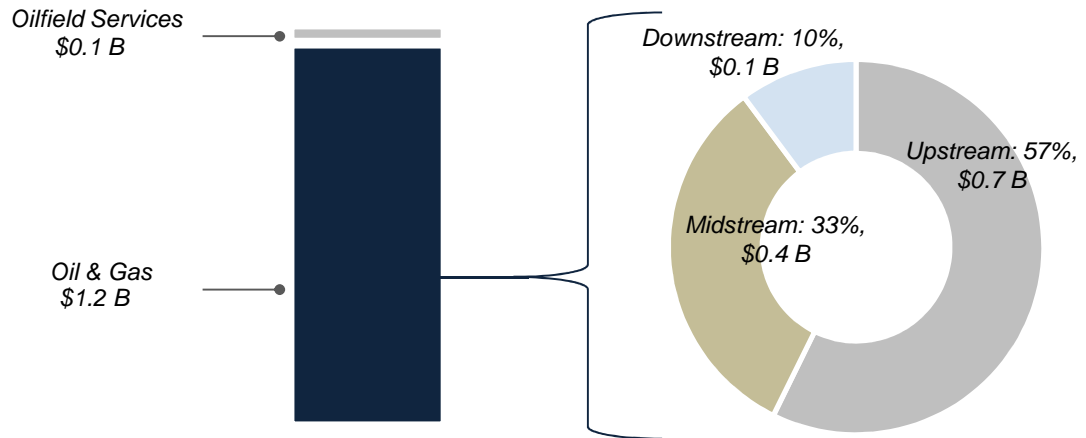 Oilfield Services
$0.1 B
Oil & Gas
$1.2 B
Downstream: 10%,
$0.1 B
Upstream: 57%,
$0.7 B
Midstream: 33%,
$0.4 B